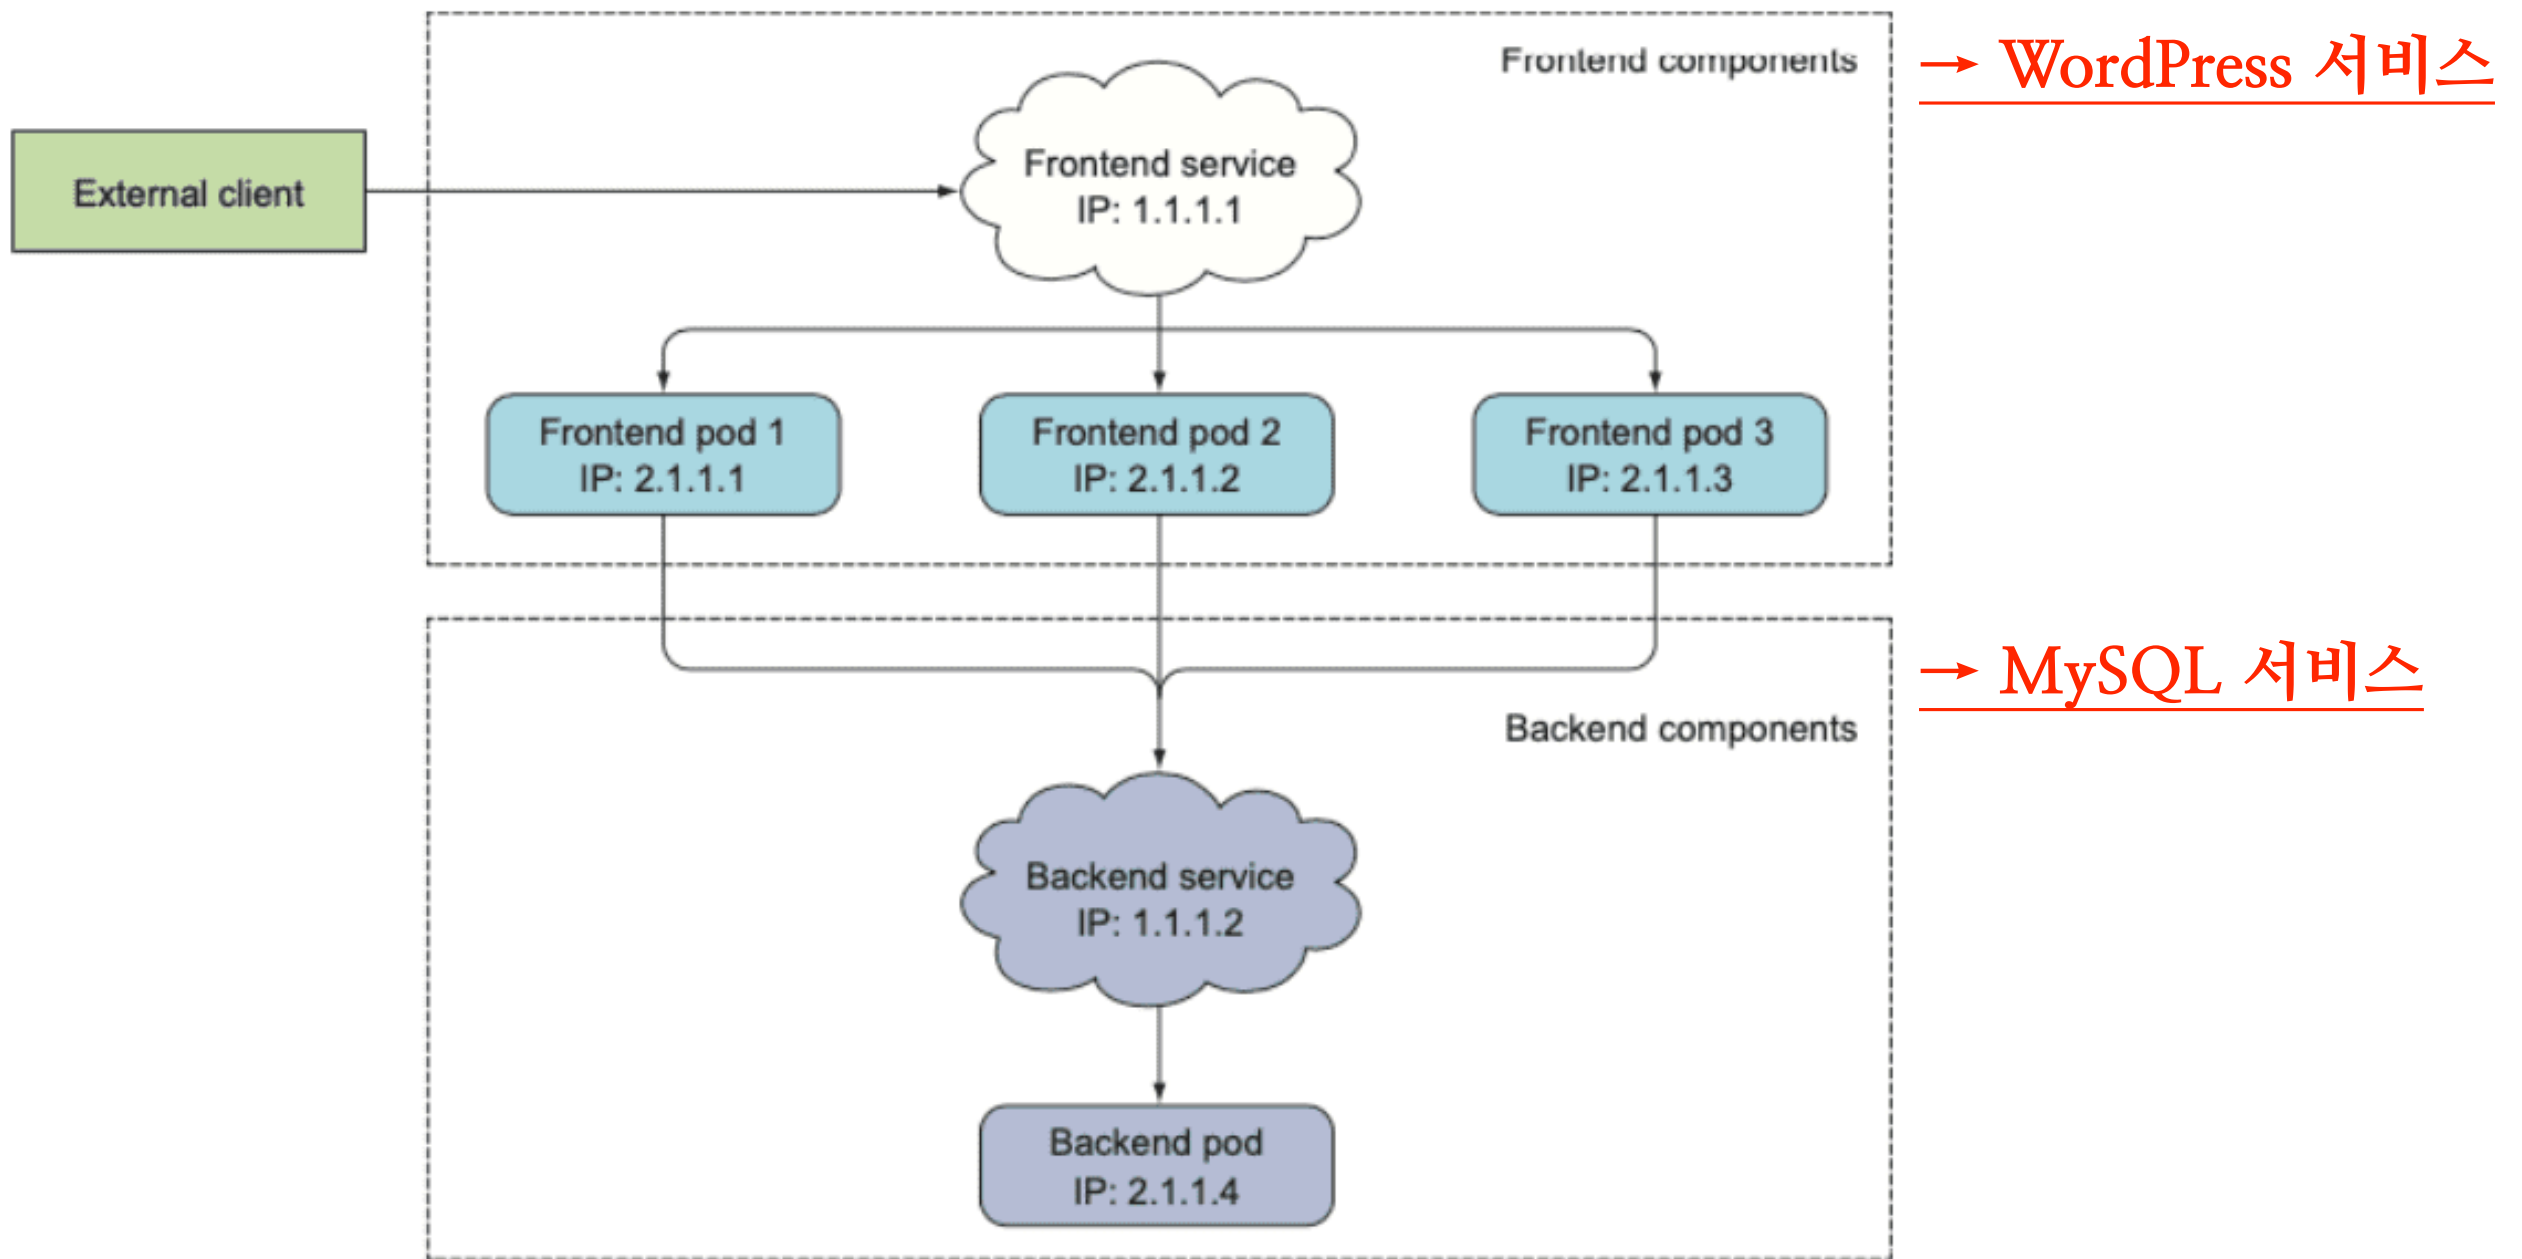 Frontend components
→ WordPress 서비스
External client
Frontend service
IP: 1.1.1.1
Frontend pod 1
IP: 2.1.1.1
Frontend pod 2
IP: 2.1.1.2
Frontend pod 3
IP: 2.1.1.3
→ MySQL 서비스
Backend components
Backend service
IP: 1.1.1.2
Backend pod
IP: 2.1.1.4